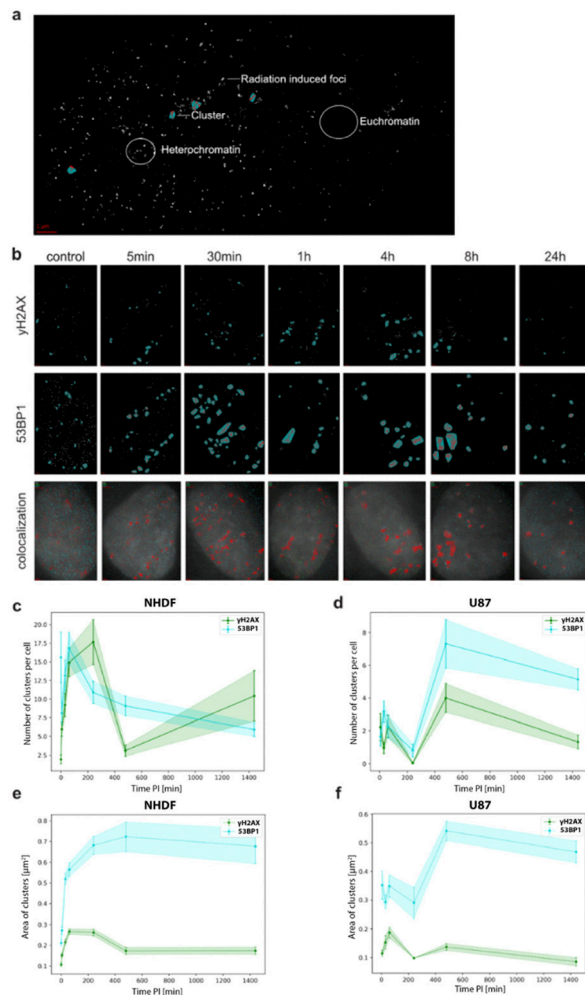 a
Radiation induced foci
Cluster
Euchromatin
Heterochromatin
b
control 5min 30min 1h 4h 8h 24h
yH2AX
53BP1
colocalization
c NHDF
Number of clusters per cell
20.0
17.5
15.0
12.5
10.0
7.5
5.0
2.5
γH2AX
53BP1
0 200 400 600 800 1000 1200 1400
Time PI [min]
d U87
Number of clusters per cell
8
6
4
2
0
γH2AX
53BP1
0 200 400 600 800 1000 1200 1400
Time PI [min]
e NHDF
Area of clusters [µm²]
0.8
0.7
0.6
0.5
0.4
0.3
0.2
0.1
γH2AX
53BP1
0 200 400 600 800 1000 1200 1400
Time PI [min]
f U87
Area of clusters [µm²]
0.6
0.5
0.4
0.3
0.2
0.1
γH2AX
53BP1
0 200 400 600 800 1000 1200 1400
Time PI [min]